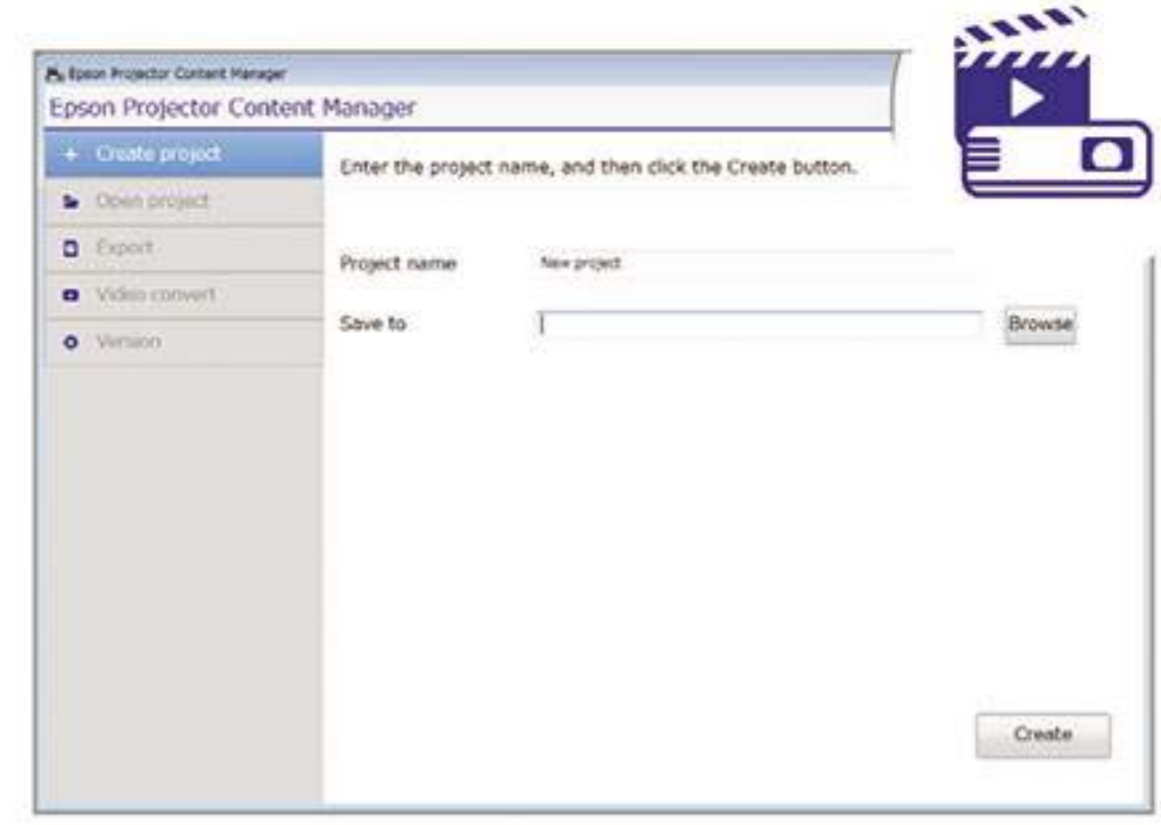 Epson Projector Content Manager
Epson Projector Content Manager
+ Create project
Enter the project name, and then click the Create button.
Open project
Export
Project name New project
Video convert
Save to Browse
Version
Create